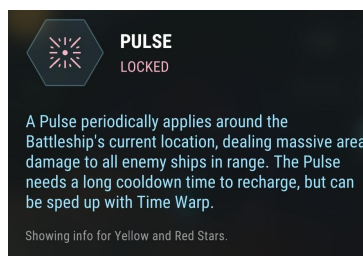 PULSE
LOCKED
A Pulse periodically applies around the
Battleship's current location, dealing massive area
damage to all enemy ships in range. The Pulse
needs a long cooldown time to recharge, but can
be sped up with Time Warp.
Showing info for Yellow and Red Stars.